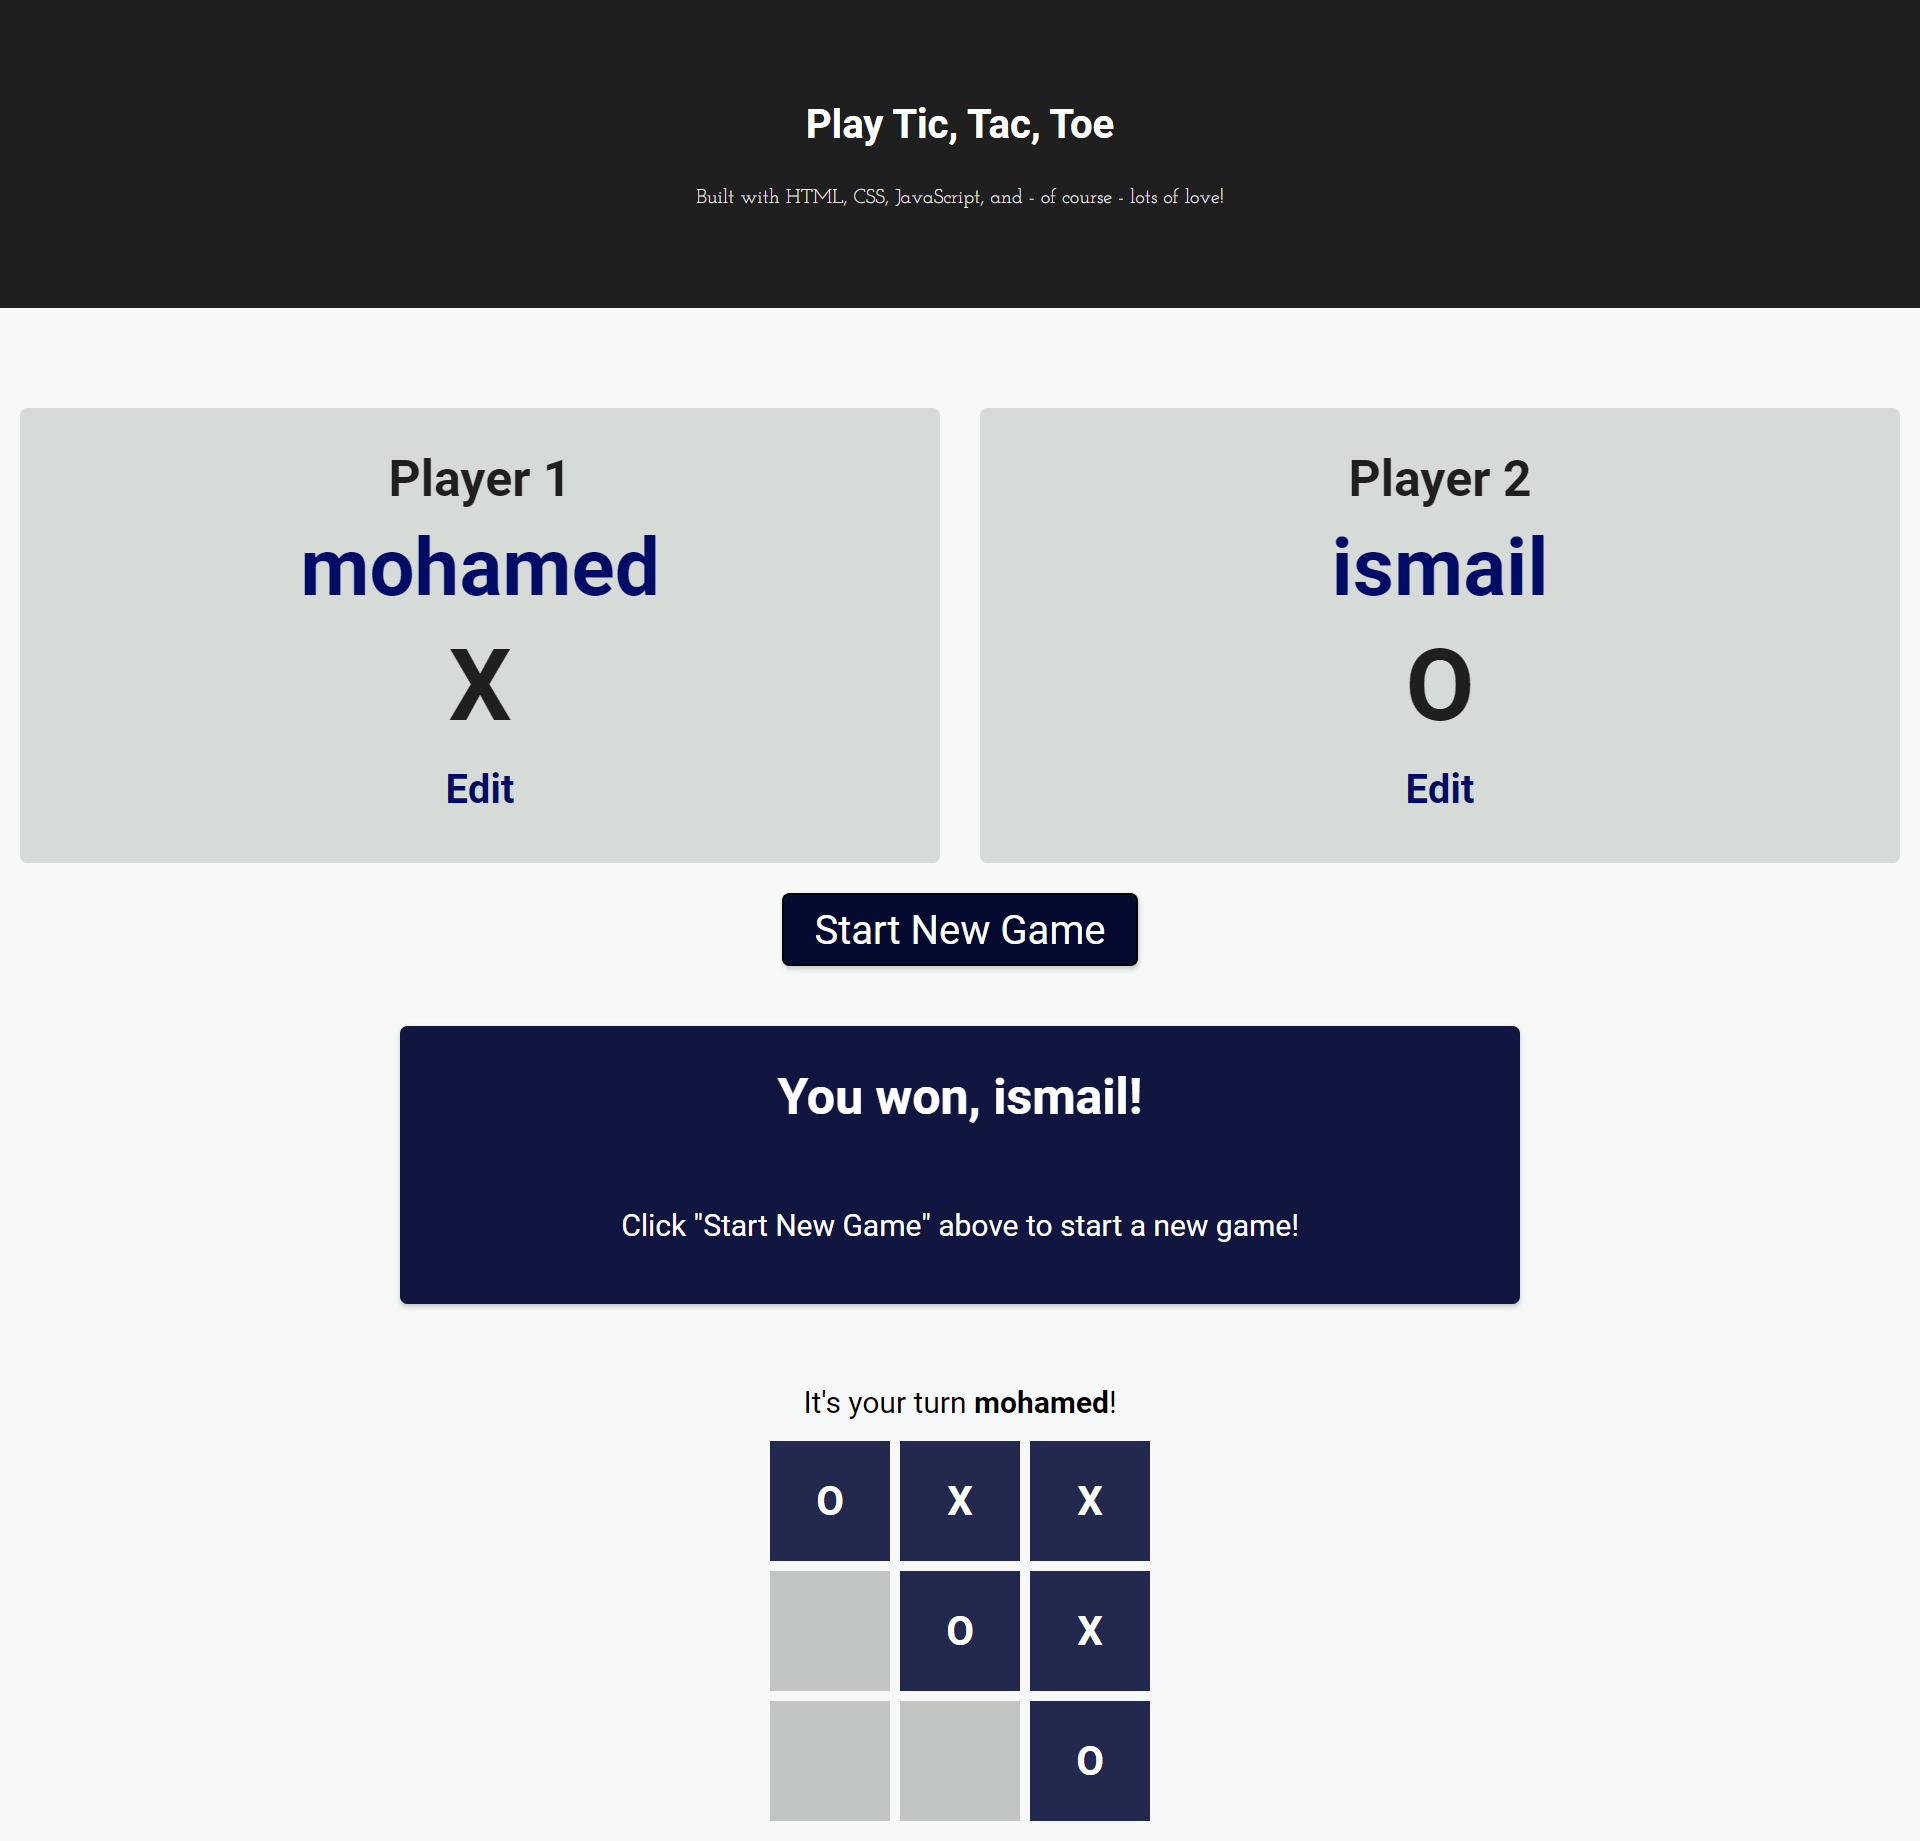 Play Tic, Tac, Toe
Built with HTML, CSS, JavaScript, and - of course - lots of love!
Player 1
mohamed
X
Edit
Player 2
ismail
O
Edit
Start New Game
You won, ismail!
Click "Start New Game" above to start a new game!
It's your turn mohamed!
O X X
O X
O